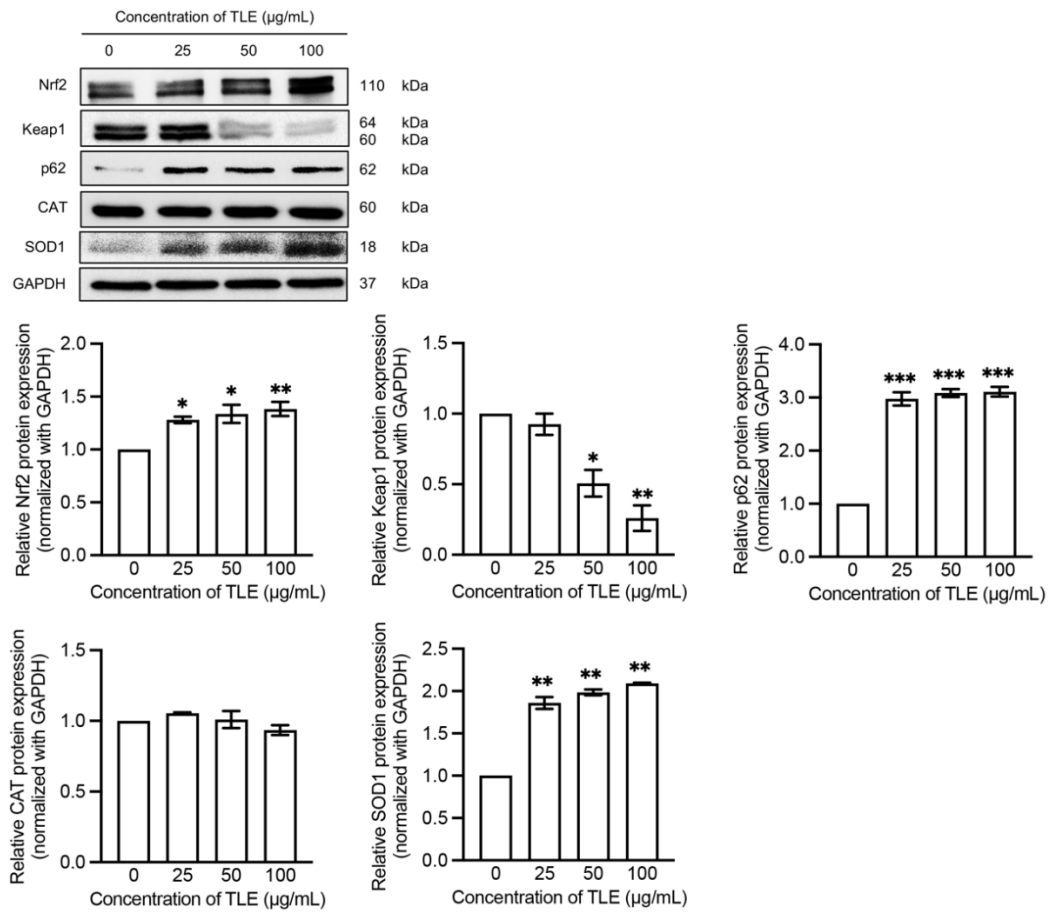 Concentration of TLE (µg/mL)
0 25 50 100
Nrf2 110 kDa
Keap1 64 kDa
60 kDa
p62 62 kDa
CAT 60 kDa
SOD1 18 kDa
GAPDH 37 kDa
Relative Nrf2 protein expression
(normalized with GAPDH)
2.0
1.5
1.0
0.5
0.0
* * **
0 25 50 100
Concentration of TLE (µg/mL)
Relative Keap1 protein expression
(normalized with GAPDH)
1.5
1.0
0.5
0.0
* **
0 25 50 100
Concentration of TLE (µg/mL)
Relative p62 protein expression
(normalized with GAPDH)
4.0
3.0
2.0
1.0
0.0
*** *** ***
0 25 50 100
Concentration of TLE (µg/mL)
Relative CAT protein expression
(normalized with GAPDH)
1.5
1.0
0.5
0.0
0 25 50 100
Concentration of TLE (µg/mL)
Relative SOD1 protein expression
(normalized with GAPDH)
2.5
2.0
1.5
1.0
0.5
0.0
** ** **
0 25 50 100
Concentration of TLE (µg/mL)